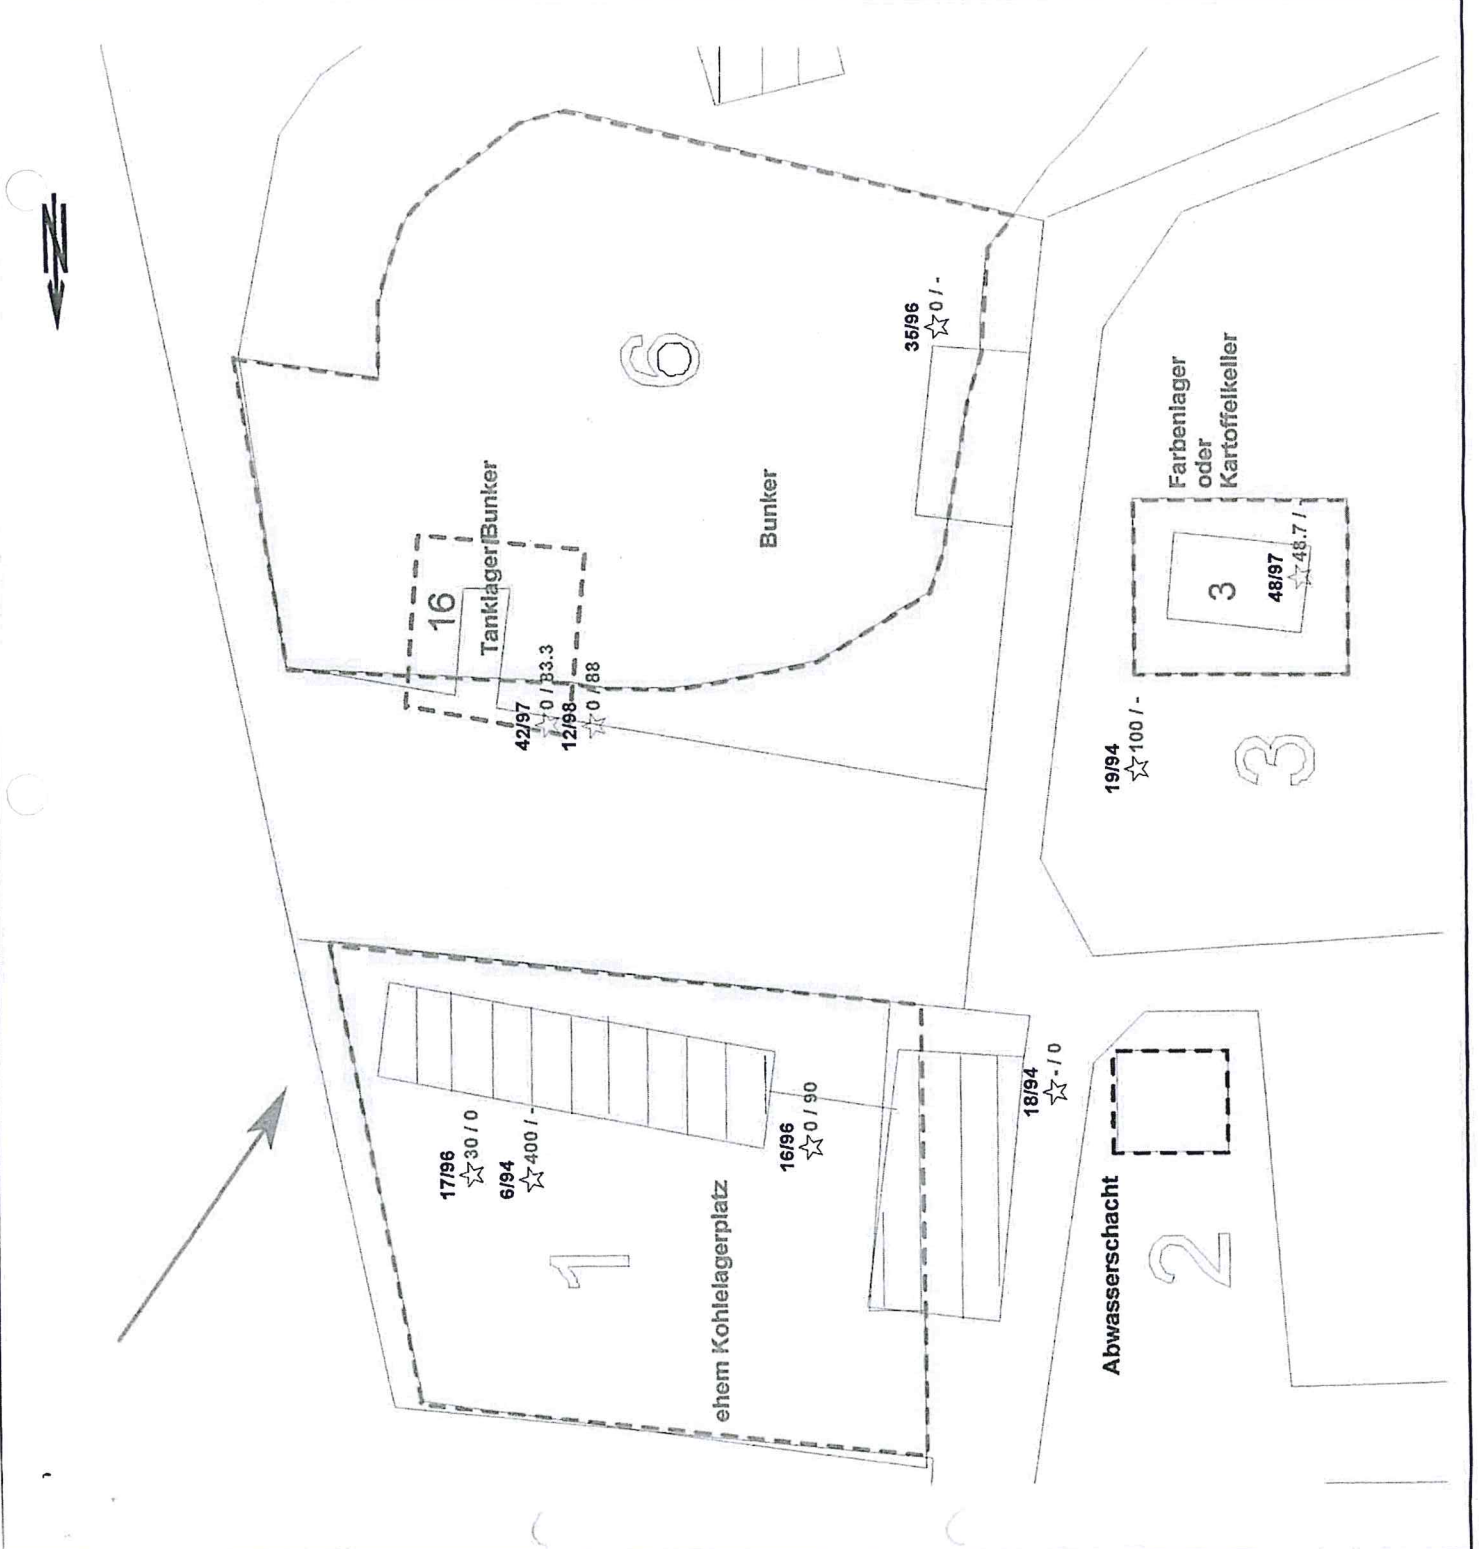 N
6
35/96
0 / -
Farbenlager
oder
Kartoffelkeller
Bunker
16
Tanklager/Bunker
42/97
0 / 83.3
12/98
0 / 88
3
48/97
48.7 / -
19/94
100 / -
3
17/96
30 / 0
6/94
400 / -
16/96
0 / 90
18/94
- / 0
1
ehem Kohlelagerplatz
Abwasserschacht
2